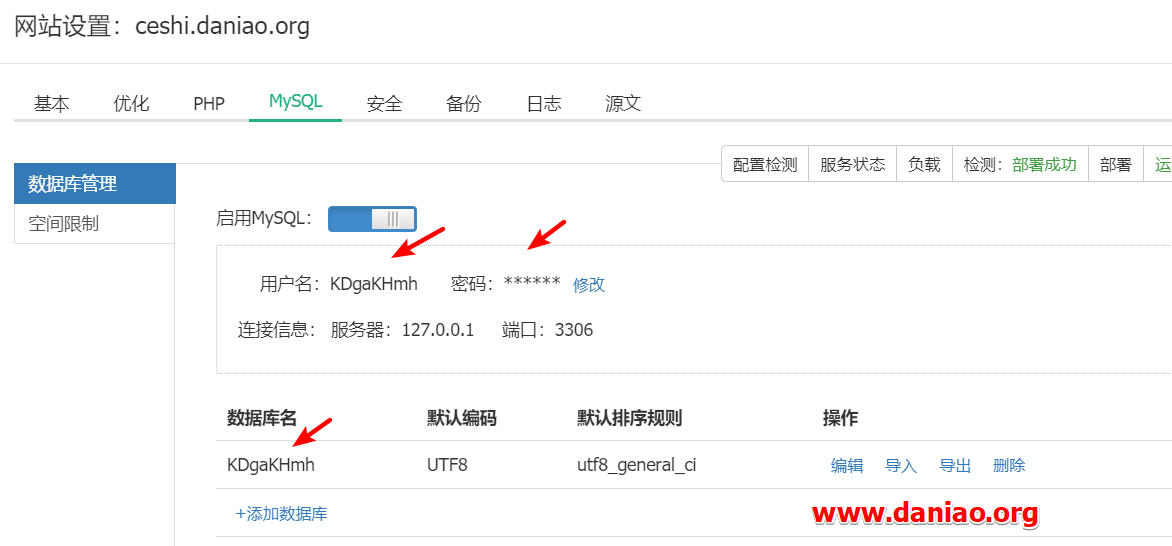 网站设置：ceshi.daniao.org
基本 优化 PHP MySQL 安全 备份 日志 源文
配置检测 服务状态 负载 检测：部署成功 部署 运
数据库管理
空间限制
启用MySQL：
用户名：KDgaKHmh 密码：****** 修改
连接信息： 服务器：127.0.0.1 端口：3306
数据库名 默认编码 默认排序规则 操作
KDgaKHmh UTF8 utf8_general_ci 编辑 导入 导出 删除
+添加数据库
www.daniao.org